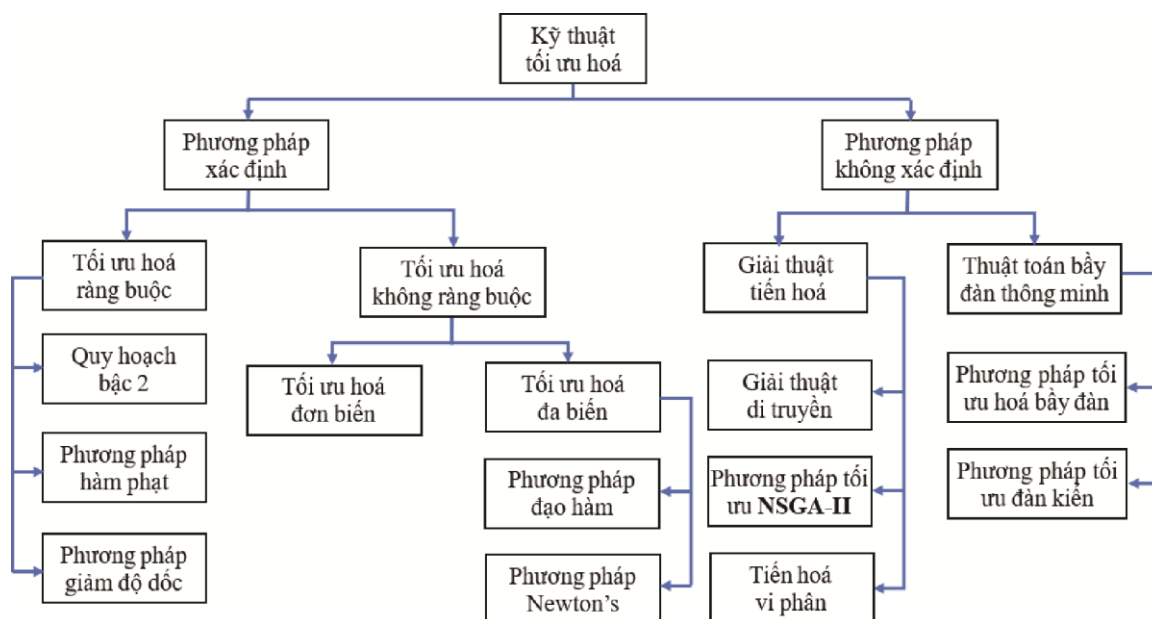 Kỹ thuật
tối ưu hoá
Phương pháp
xác định
Phương pháp
không xác định
Tối ưu hoá
ràng buộc
Tối ưu hoá
không ràng buộc
Giải thuật
tiến hoá
Thuật toán bầy
đàn thông minh
Quy hoạch
bậc 2
Tối ưu hoá
đơn biến
Tối ưu hoá
đa biến
Giải thuật
di truyền
Phương pháp tối
ưu hoá bầy đàn
Phương pháp
hàm phạt
Phương pháp
đạo hàm
Phương pháp tối
ưu NSGA-II
Phương pháp tối
ưu đàn kiến
Phương pháp
giảm độ dốc
Phương pháp
Newton’s
Tiến hoá
vi phân